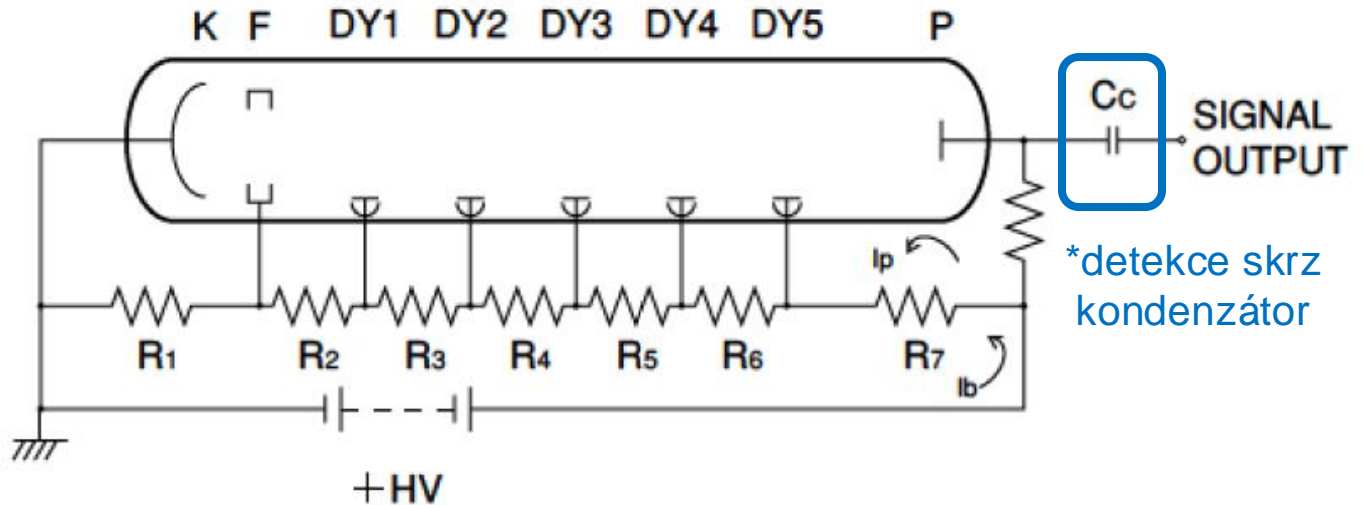 K F DY1 DY2 DY3 DY4 DY5 P
Cc
SIGNAL
OUTPUT
Ip
*detekce skrz
kondenzátor
R1 R2 R3 R4 R5 R6 R7
Ib
+HV